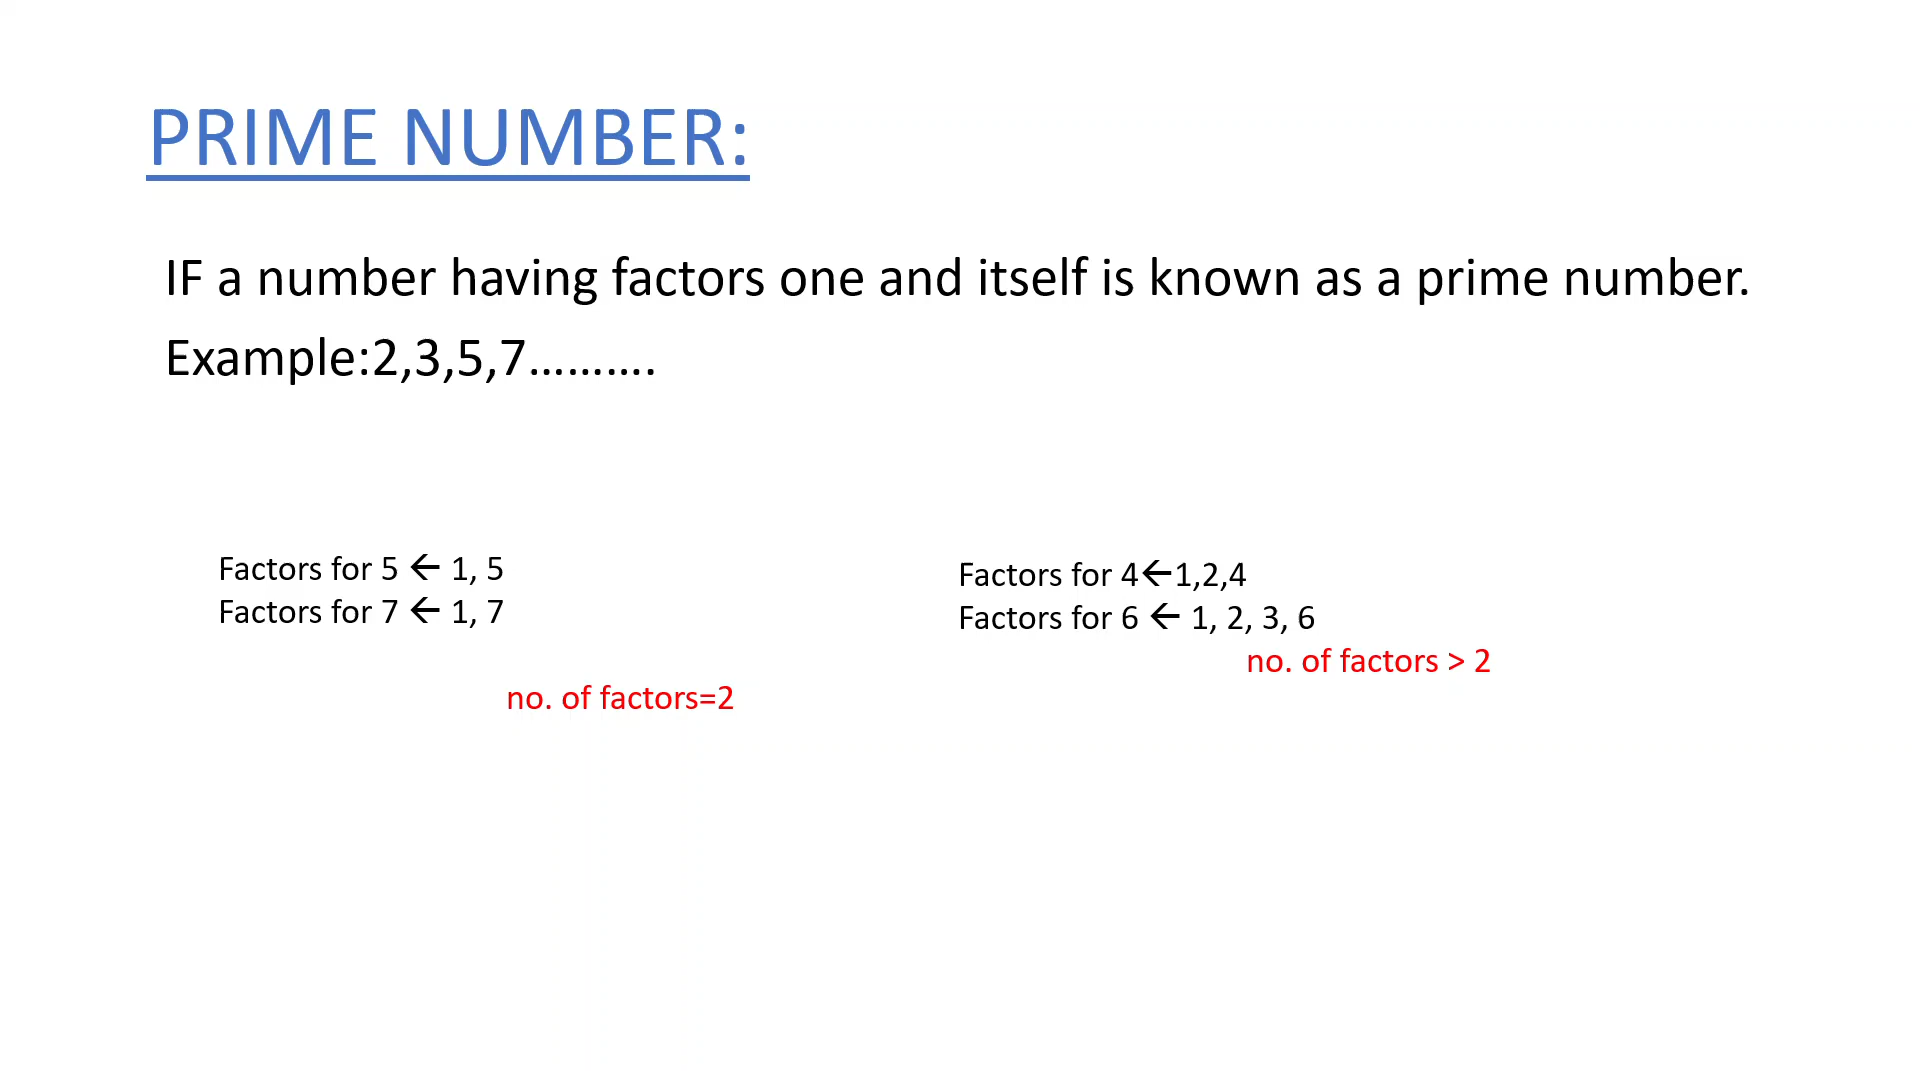 PRIME NUMBER:
IF a number having factors one and itself is known as a prime number.
Example:2,3,5,7……….
Factors for 5 ← 1, 5
Factors for 7 ← 1, 7
no. of factors=2
Factors for 4←1,2,4
Factors for 6 ← 1, 2, 3, 6
no. of factors > 2